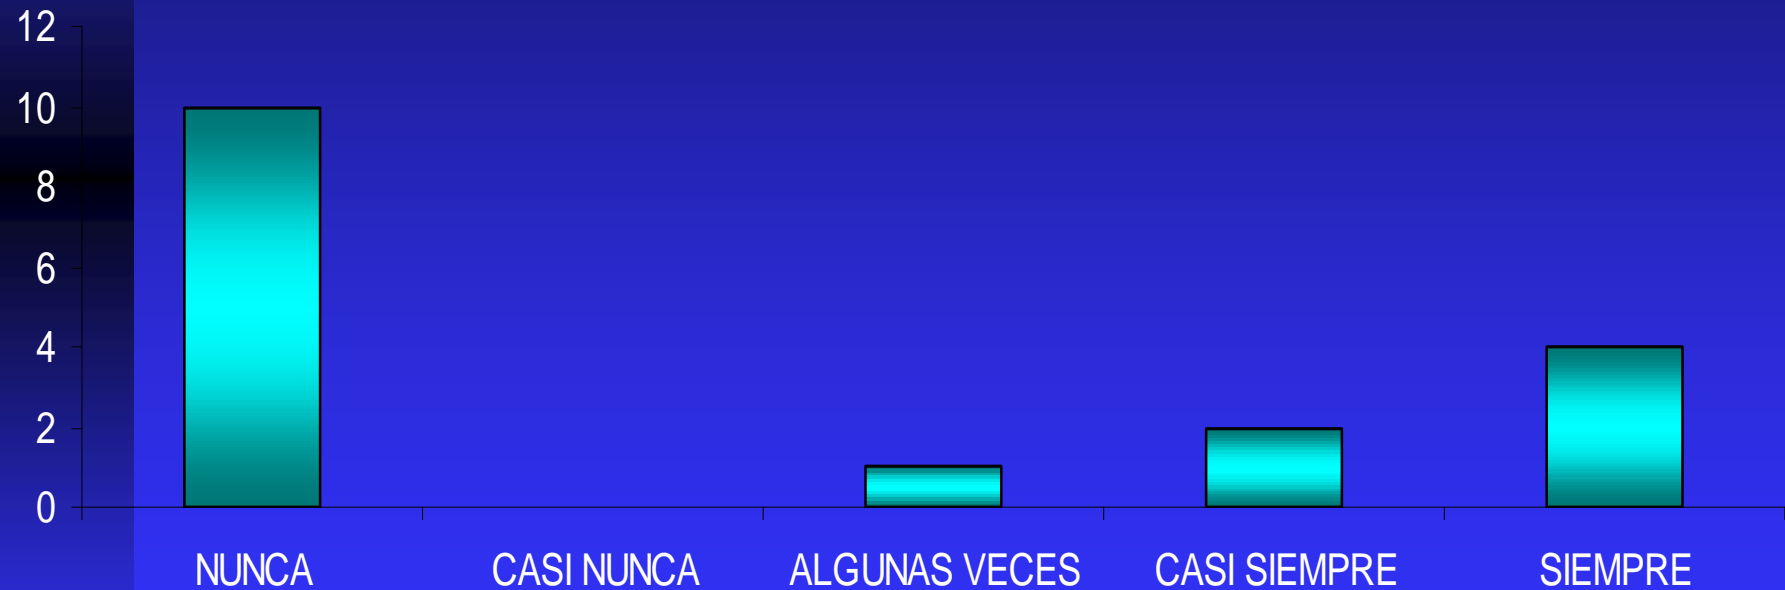 12
10
8
6
4
2
0
NUNCA
CASI NUNCA
ALGUNAS VECES
CASI SIEMPRE
SIEMPRE